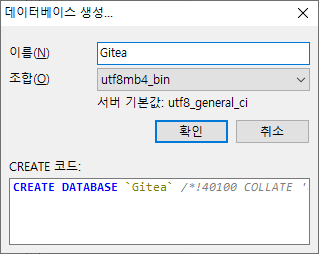 데이터베이스 생성...
이름(N)
Gitea
조합(O)
utf8mb4_bin
서버 기본값: utf8_general_ci
확인
취소
CREATE 코드:
CREATE DATABASE `Gitea` /*!40100 COLLATE '